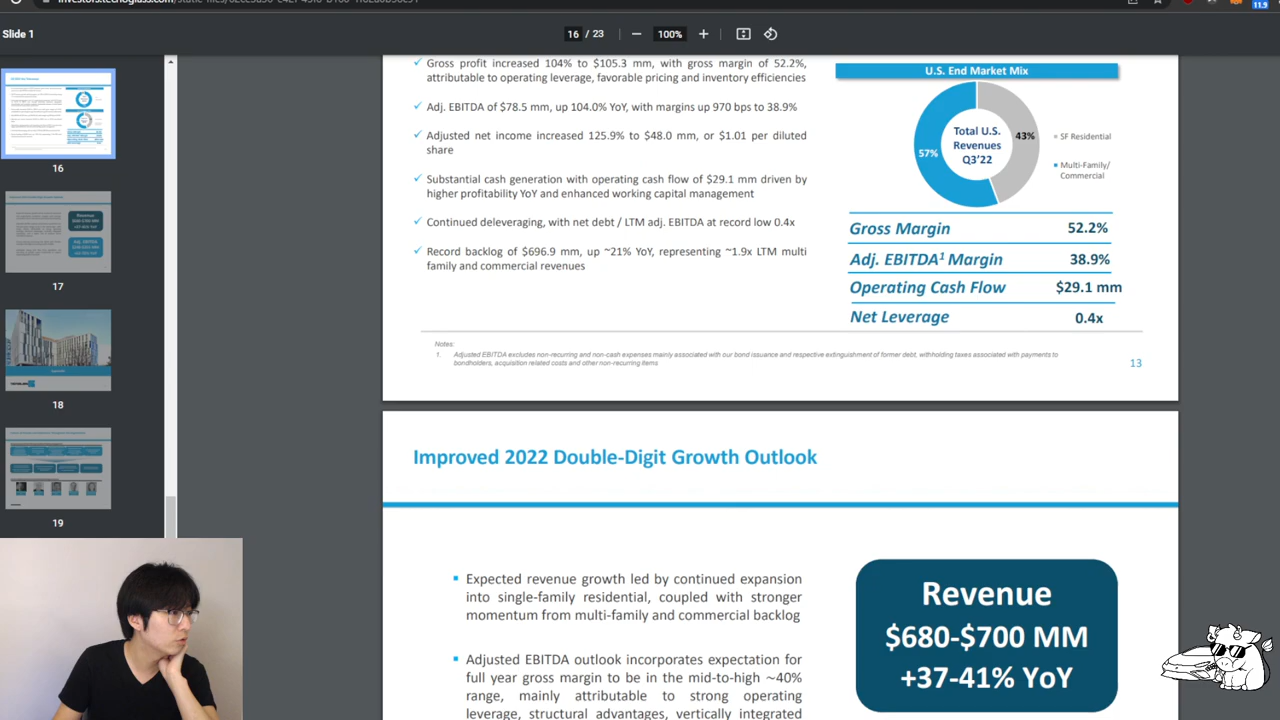 Slide 1
16 / 23
100%
11.5
16
17
18
19
Gross profit increased 104% to $105.3 mm, with gross margin of 52.2%,
attributable to operating leverage, favorable pricing and inventory efficiencies
Adj. EBITDA of $78.5 mm, up 104.0% YoY, with margins up 970 bps to 38.9%
Adjusted net income increased 125.9% to $48.0 mm, or $1.01 per diluted
share
Substantial cash generation with operating cash flow of $29.1 mm driven by
higher profitability YoY and enhanced working capital management
Continued deleveraging, with net debt / LTM adj. EBITDA at record low 0.4x
Record backlog of $696.9 mm, up ~21% YoY, representing ~1.9x LTM multi
family and commercial revenues
U.S. End Market Mix
Total U.S.
Revenues
Q3'22
57%
43%
SF Residential
Multi-Family/
Commercial
Gross Margin 52.2%
Adj. EBITDA1 Margin 38.9%
Operating Cash Flow $29.1 mm
Net Leverage 0.4x
Notes:
1. Adjusted EBITDA excludes non-recurring and non-cash expenses mainly associated with our bond issuance and respective extinguishment of former debt, withholding taxes associated with payments to
bondholders, acquisition related costs and other non-recurring items
13
Improved 2022 Double-Digit Growth Outlook
Expected revenue growth led by continued expansion
into single-family residential, coupled with stronger
momentum from multi-family and commercial backlog
Adjusted EBITDA outlook incorporates expectation for
full year gross margin to be in the mid-to-high ~40%
range, mainly attributable to strong operating
leverage, structural advantages, vertically integrated
Revenue
$680-$700 MM
+37-41% YoY